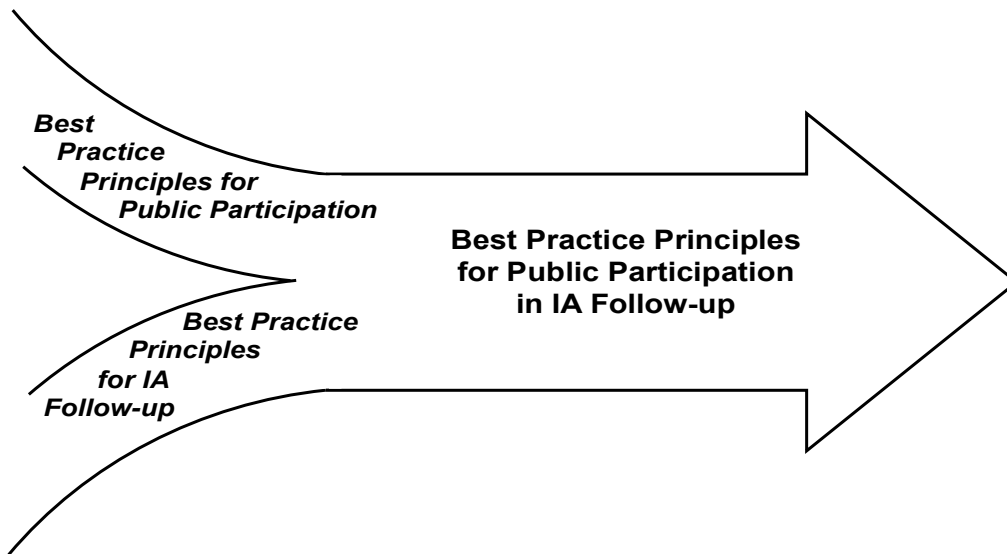 Best
Practice
Principles for
Public Participation
Best Practice Principles
for Public Participation
in IA Follow-up
Best Practice
Principles
for IA
Follow-up